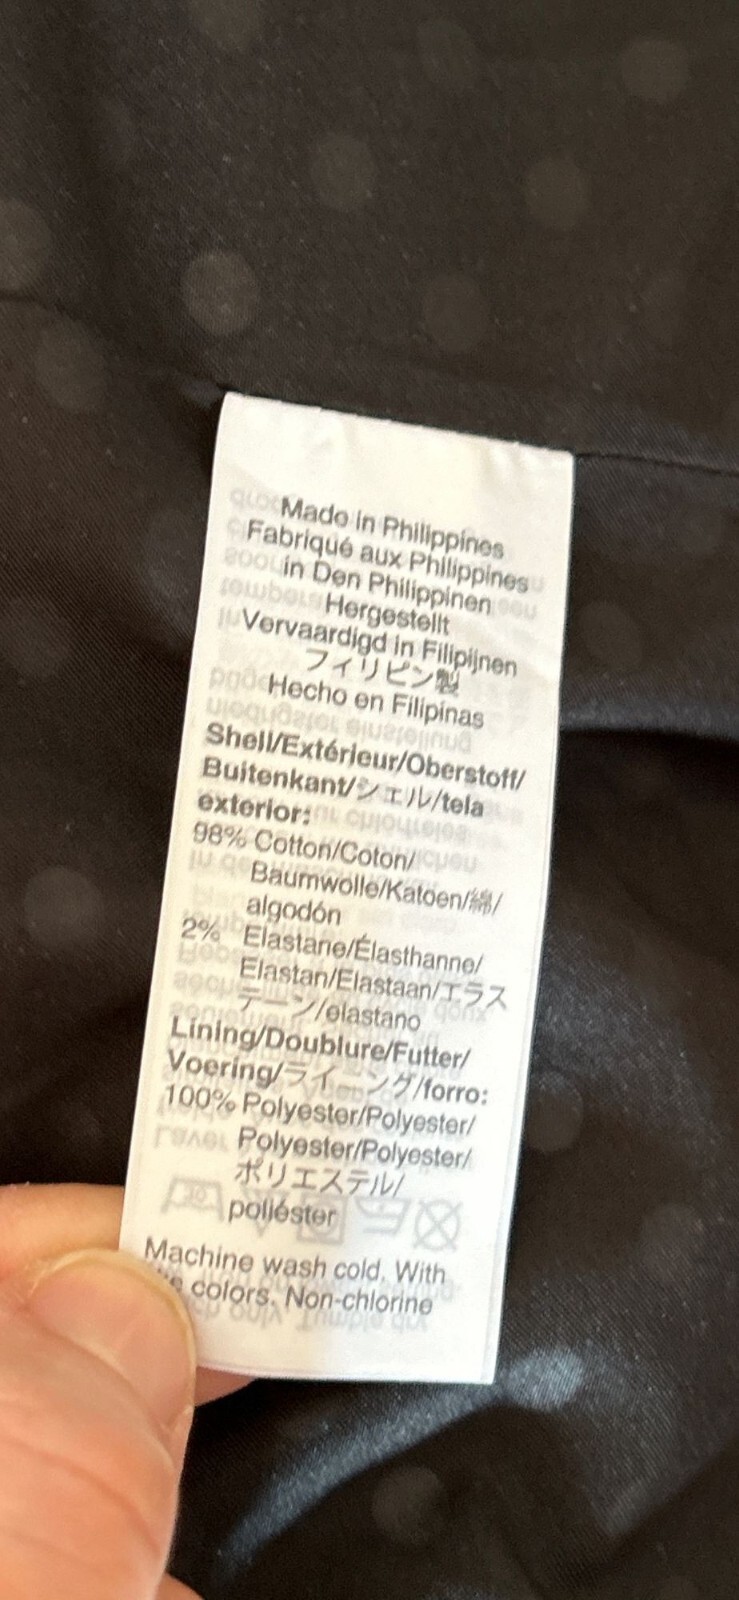 Made in Philippines
Fabriqué aux Philippines
in Den Philippinen
Hergestellt
Vervaardigd in Filipijnen
フィリピン製
Hecho en Filipinas
Shell/Extérieur/Oberstoff/
Buitenkant/シェル/tela
exterior:
98% Cotton/Coton/
Baumwolle/Katoen/綿/
algodón
2% Elastane/Élasthanne/
Elastan/Elastaan/エラス
テーン/elastano
Lining/Doublure/Futter/
Voering/ライニング/forro:
100% Polyester/Polyester/
Polyester/Polyester/
ポリエステル/
poliéster
Machine wash cold. With
colors. Non-chlorine